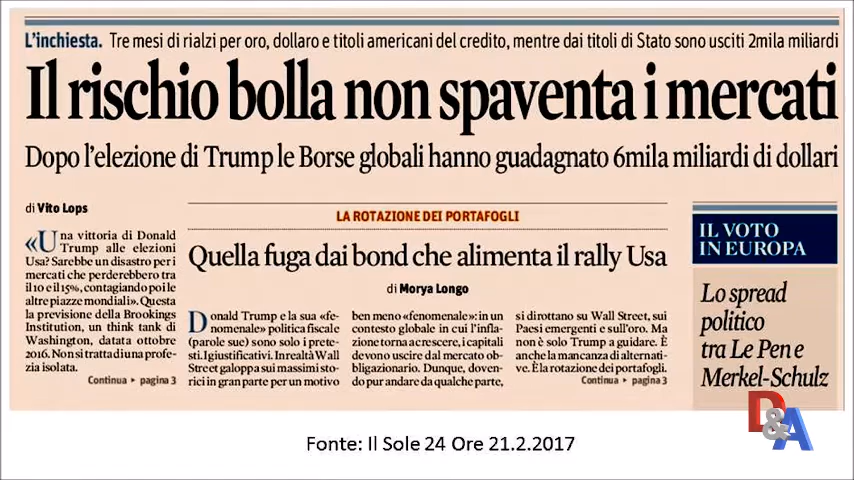 L'inchiesta. Tre mesi di rialzi per oro, dollaro e titoli americani del credito, mentre dai titoli di Stato sono usciti 2mila miliardi
Il rischio bolla non spaventa i mercati
Dopo l'elezione di Trump le Borse globali hanno guadagnato 6mila miliardi di dollari
di Vito Lops
«Una vittoria di Donald
Trump alle elezioni
Usa? Sarebbe un disastro per i
mercati che perderebbero tra
il 10 e il 15%, contagiando poi le
altre piazze mondiali». Questa
la previsione della Brookings
Institution, un think tank di
Washington, datata ottobre
2016. Non si tratta di una profe-
zia isolata.
Continua ▸ pagina 3
LA ROTAZIONE DEI PORTAFOGLI
Quella fuga dai bond che alimenta il rally Usa
di Morya Longo
Donald Trump e la sua «fe-
nomenale» politica fiscale
(parole sue) sono solo i prete-
sti. I giustificativi. In realtà Wall
Street galoppa sui massimi sto-
rici in gran parte per un motivo
ben meno «fenomenale»: in un
contesto globale in cui l'infla-
zione torna a crescere, i capitali
devono uscire dal mercato ob-
bligazionario. Dunque, doven-
do pur andare da qualche parte,
si dirottano su Wall Street, sui
Paesi emergenti e sull'oro. Ma
non è solo Trump a guidare. È
anche la mancanza di alternati-
ve. È la rotazione dei portafogli.
Continua ▸ pagina 3
IL VOTO
IN EUROPA
Lo spread
politico
tra Le Pen e
Merkel-Schulz
D&A
Fonte: Il Sole 24 Ore 21.2.2017